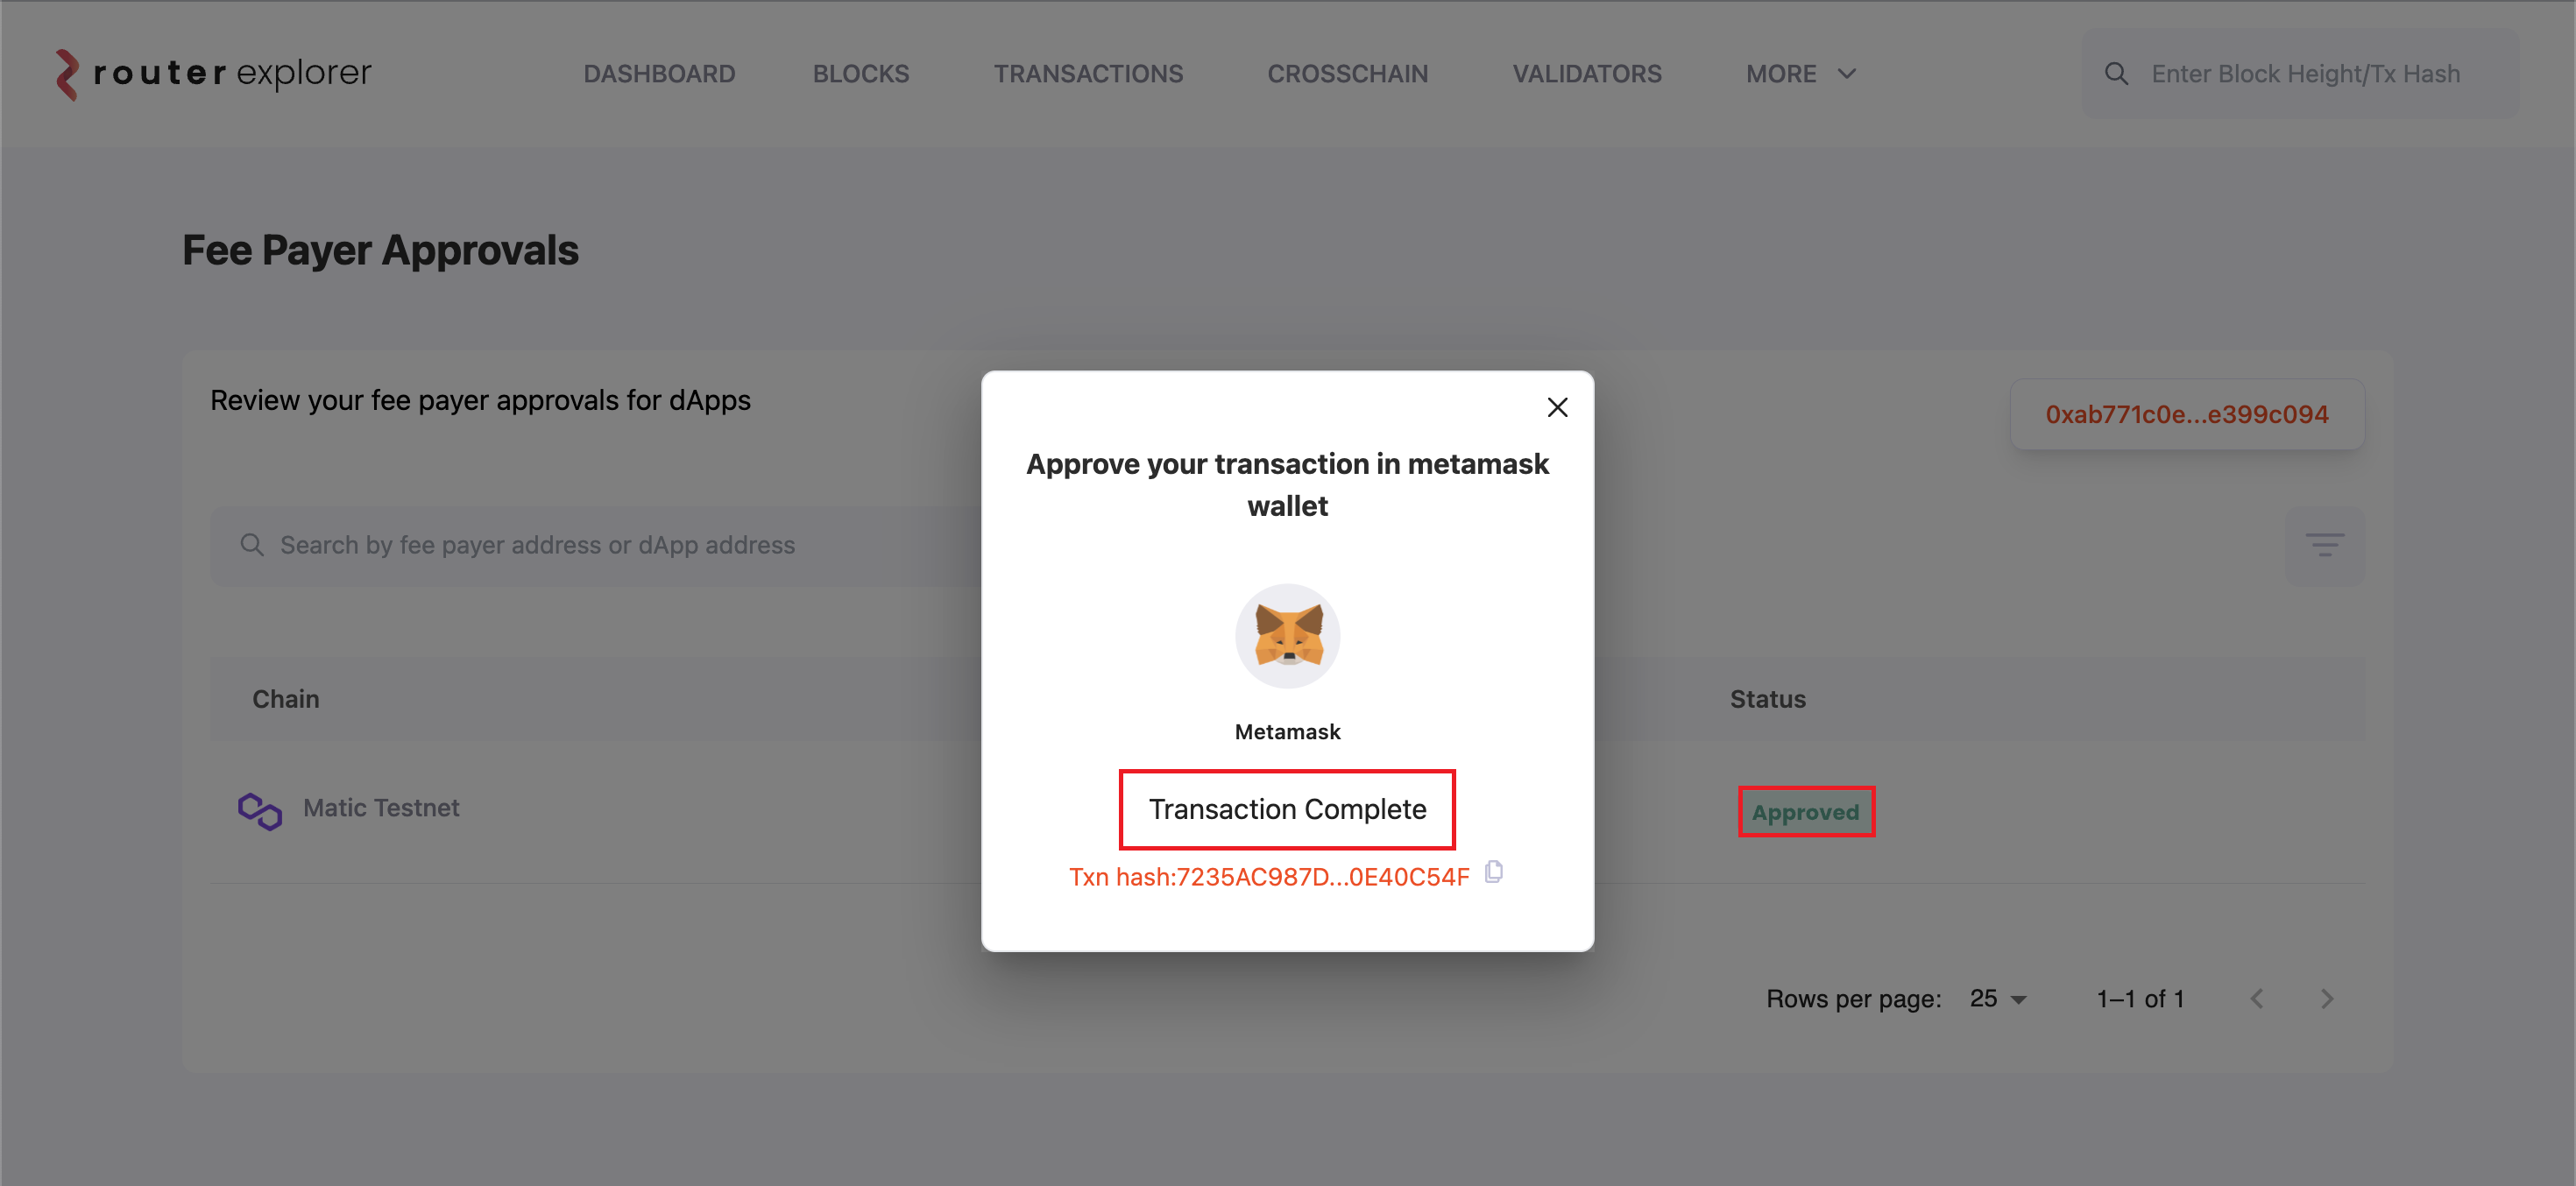 router explorer
DASHBOARD
BLOCKS
TRANSACTIONS
CROSSCHAIN
VALIDATORS
MORE
Enter Block Height/Tx Hash
Fee Payer Approvals
Review your fee payer approvals for dApps
0xab771c0e...e399c094
Search by fee payer address or dApp address
Chain
Status
Matic Testnet
Approved
Approve your transaction in metamask
wallet
Metamask
Transaction Complete
Txn hash:7235AC987D...0E40C54F
Rows per page: 25
1–1 of 1